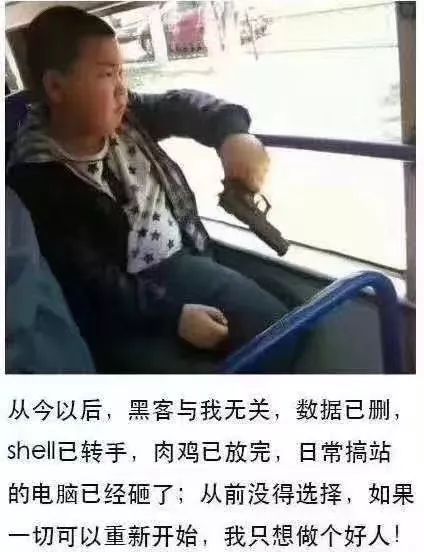 从今以后，黑客与我无关，数据已删，
shell已转手，肉鸡已放完，日常搞站
的电脑已经砸了；从前没得选择，如果
一切可以重新开始，我只想做个好人！